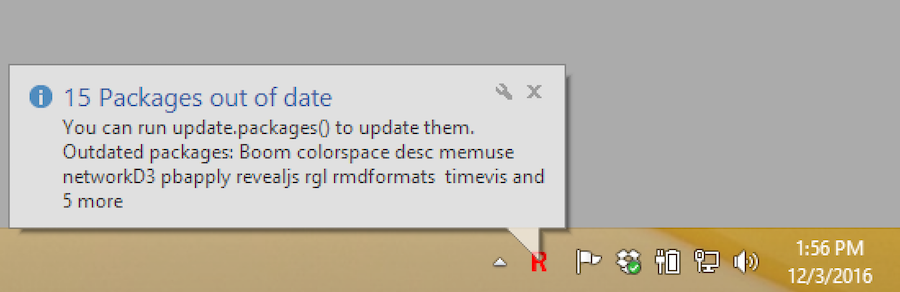 15 Packages out of date
You can run update.packages() to update them.
Outdated packages: Boom colorspace desc memuse
networkD3 pbapply revealjs rgl rmdformats  timevis and
5 more
R
1:56 PM
12/3/2016